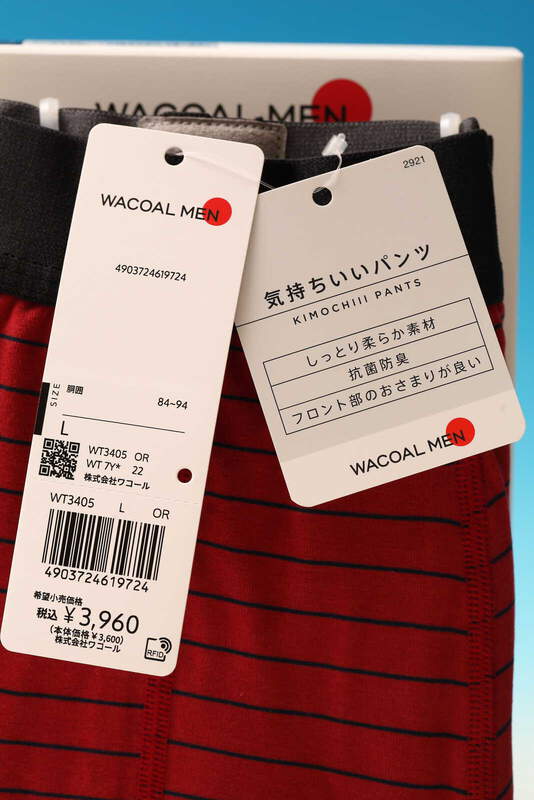 WACOAL MEN
WACOAL MEN
4903724619724
SIZE
胴囲
84~94
L
WT3405 OR
WT 7Y* 22
株式会社ワコール
WT3405 L OR
4903724619724
希望小売価格
税込 ¥3,960
(本体価格¥3,600)
株式会社ワコール
RFID
2921
気持ちいいパンツ
KIMOCHIII PANTS
しっとり柔らか素材
抗菌防臭
フロント部のおさまりが良い
WACOAL MEN